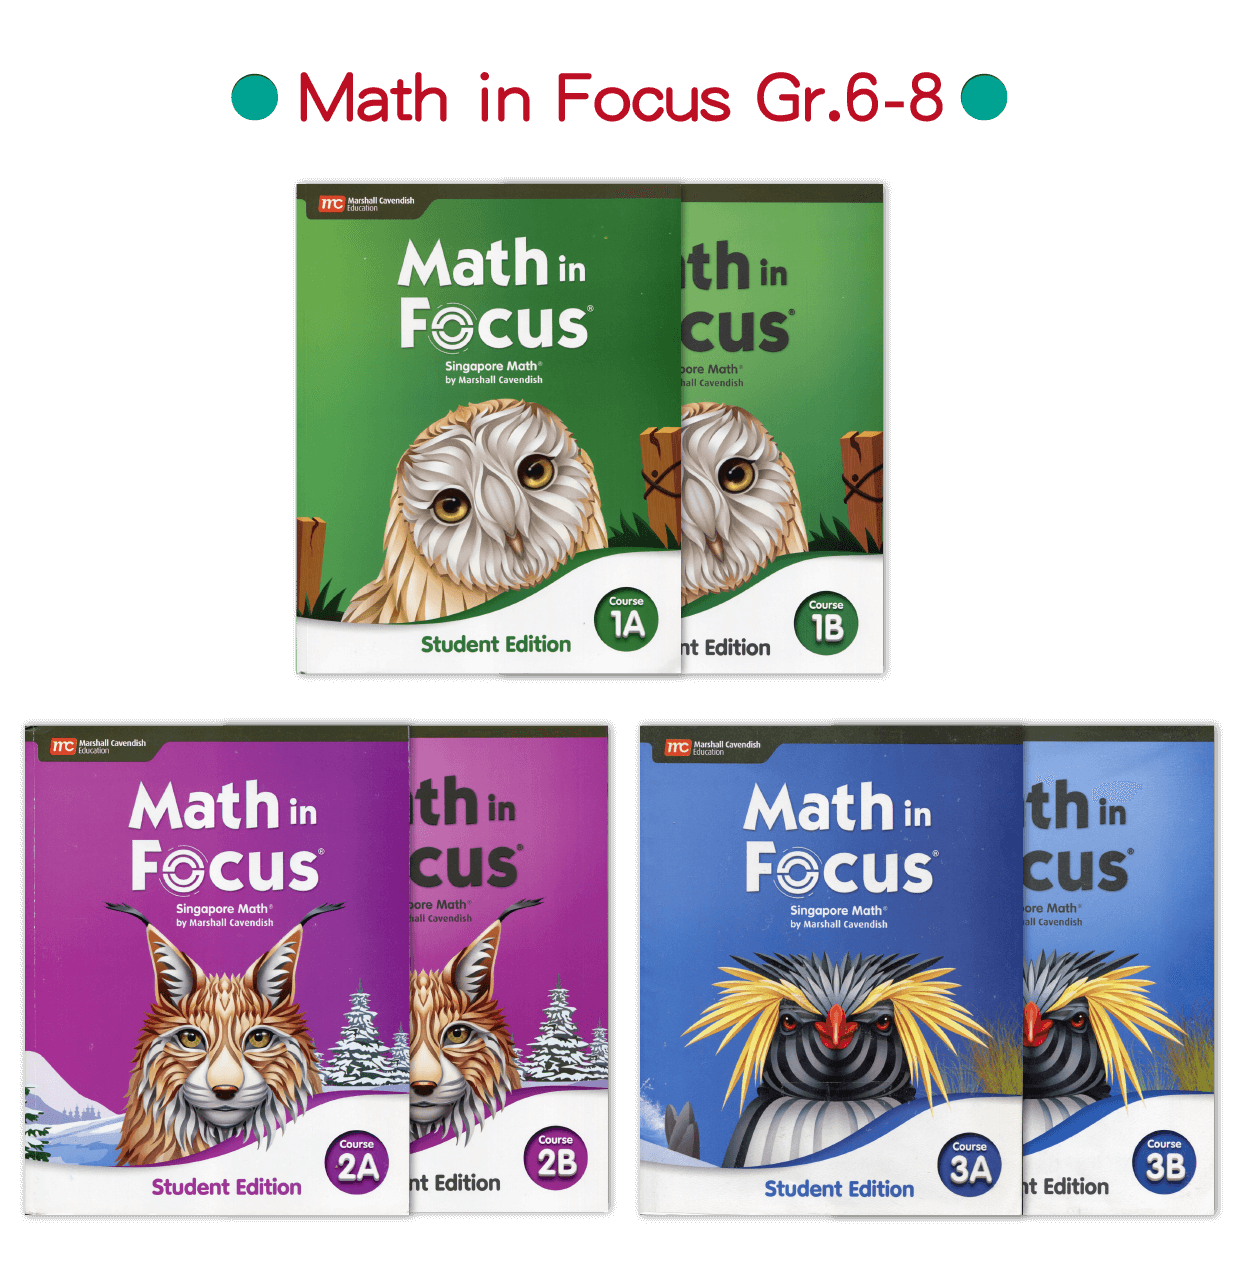 Math in Focus Gr.6-8
mc Marshall Cavendish
Education
Math in
Focus®
Singapore Math®
by Marshall Cavendish
Course
1A
Student Edition
th in
cus®
ore Math®
hall Cavendish
Course
1B
nt Edition
mc Marshall Cavendish
Education
Math in
Focus®
Singapore Math®
by Marshall Cavendish
Course
2A
Student Edition
th in
cus®
ore Math®
hall Cavendish
Course
2B
nt Edition
mc Marshall Cavendish
Education
Math in
Focus®
Singapore Math®
by Marshall Cavendish
Course
3A
Student Edition
th in
cus®
ore Math®
hall Cavendish
Course
3B
nt Edition